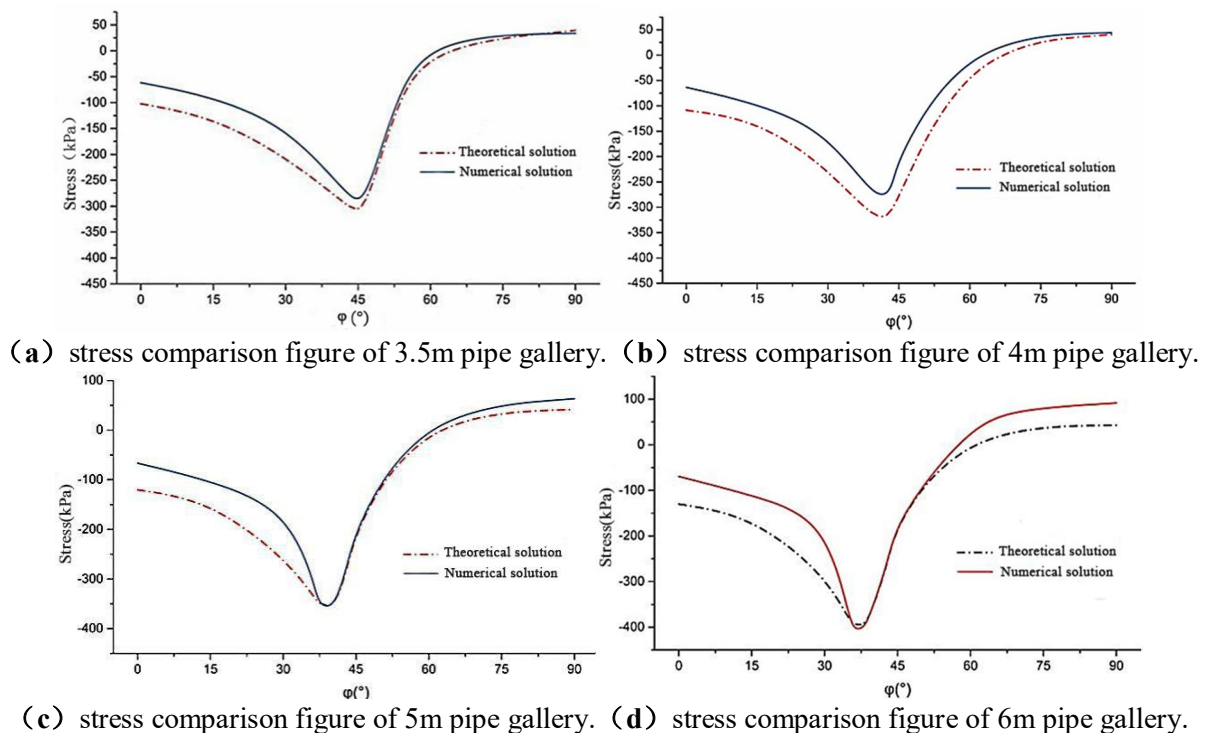 50
0
-50
-100
-150
-200
-250
-300
-350
-400
-450
Stress（kPa）
Theoretical solution
Numerical solution
0 15 30 45 60 75 90
φ (°)
50
0
-50
-100
-150
-200
-250
-300
-350
-400
-450
Stress(kPa)
Theoretical solution
Numerical solution
0 15 30 45 60 75 90
φ(°)
（a）stress comparison figure of 3.5m pipe gallery.（b）stress comparison figure of 4m pipe gallery.
100
0
-100
-200
-300
-400
Stress(kPa)
Theoretical solution
Numerical solution
0 15 30 45 60 75 90
φ(°)
100
0
-100
-200
-300
-400
Stress(kPa)
Theoretical solution
Numerical solution
0 15 30 45 60 75 90
φ(°)
（c）stress comparison figure of 5m pipe gallery.（d）stress comparison figure of 6m pipe gallery.